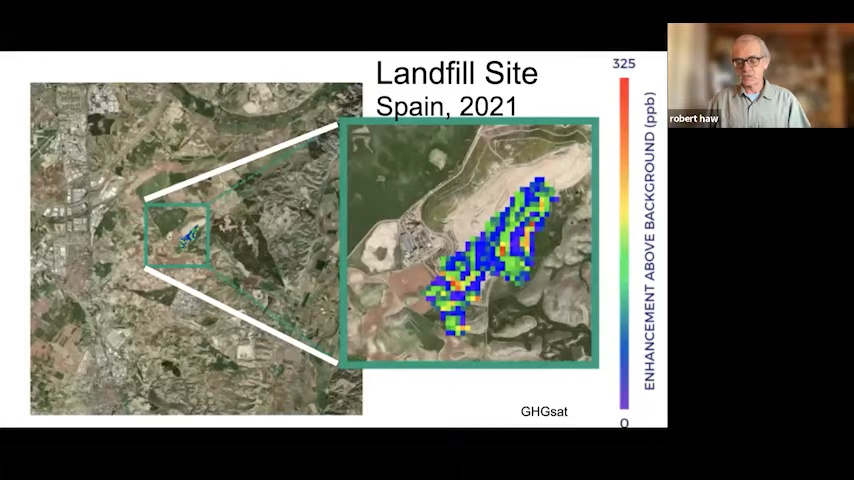 Landfill Site
Spain, 2021
325
ENHANCEMENT ABOVE BACKGROUND (ppb)
0
GHGsat
robert haw